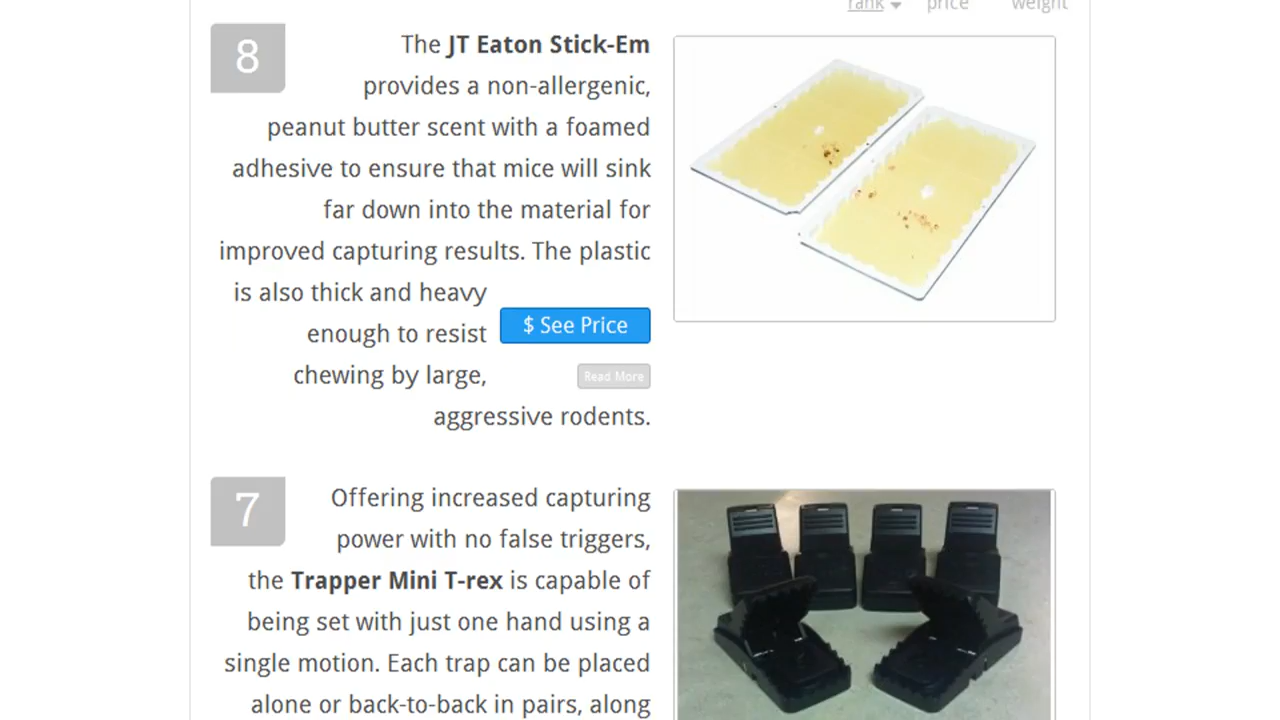 rank price weight
8
The JT Eaton Stick-Em
provides a non-allergenic,
peanut butter scent with a foamed
adhesive to ensure that mice will sink
far down into the material for
improved capturing results. The plastic
is also thick and heavy
enough to resist
$ See Price
chewing by large,
Read More
aggressive rodents.
7
Offering increased capturing
power with no false triggers,
the Trapper Mini T-rex is capable of
being set with just one hand using a
single motion. Each trap can be placed
alone or back-to-back in pairs, along